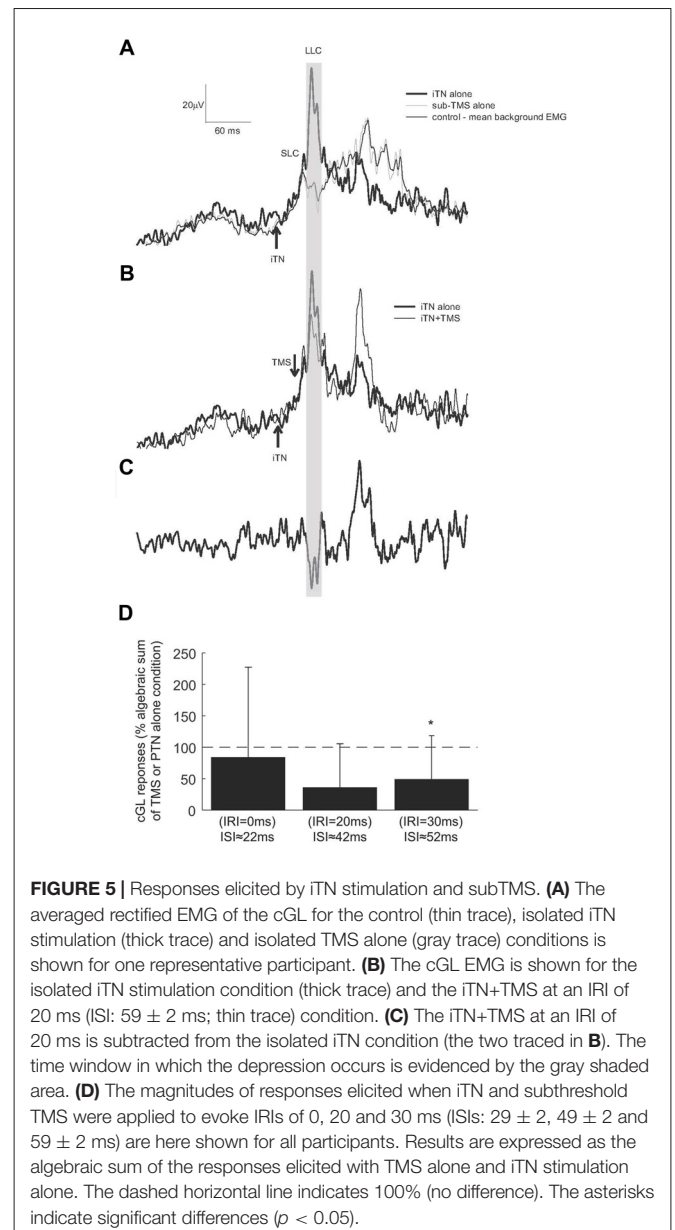 A
LLC
iTN alone
sub-TMS alone
control - mean background EMG
20µV
60 ms
SLC
iTN
B
iTN alone
iTN+TMS
TMS
iTN
C
D
cGL reponses (% algebraic sum
of TMS or PTN alone condition)
250
200
150
100
50
0
*
(IRI=0ms) (IRI=20ms) (IRI=30ms)
ISI≈22ms ISI≈42ms ISI≈52ms
FIGURE 5 | Responses elicited by iTN stimulation and subTMS. (A) The
averaged rectified EMG of the cGL for the control (thin trace), isolated iTN
stimulation (thick trace) and isolated TMS alone (gray trace) conditions is
shown for one representative participant. (B) The cGL EMG is shown for the
isolated iTN stimulation condition (thick trace) and the iTN+TMS at an IRI of
20 ms (ISI: 59 ± 2 ms; thin trace) condition. (C) The iTN+TMS at an IRI of
20 ms is subtracted from the isolated iTN condition (the two traced in B). The
time window in which the depression occurs is evidenced by the gray shaded
area. (D) The magnitudes of responses elicited when iTN and subthreshold
TMS were applied to evoke IRIs of 0, 20 and 30 ms (ISIs: 29 ± 2, 49 ± 2 and
59 ± 2 ms) are here shown for all participants. Results are expressed as the
algebraic sum of the responses elicited with TMS alone and iTN stimulation
alone. The dashed horizontal line indicates 100% (no difference). The asterisks
indicate significant differences (p < 0.05).